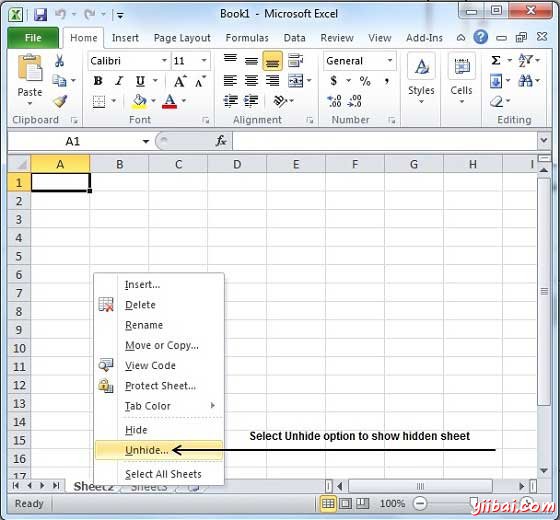 Book1 - Microsoft Excel
File Home Insert Page Layout Formulas Data Review View Add-Ins
Paste
Calibri 11
B I U
A A
General
$ % ,
Styles
Cells
Clipboard Font Alignment Number Editing
A1 fx
A B C D E F G H I
1
2
3
4
5
6
7
8
9
10
11
12
13
14
15
16
17
Insert...
Delete
Rename
Move or Copy...
View Code
Protect Sheet...
Tab Color
Hide
Unhide...
Select All Sheets
Select Unhide option to show hidden sheet
Sheet2 Sheet3
Ready 100%
yiibai.com